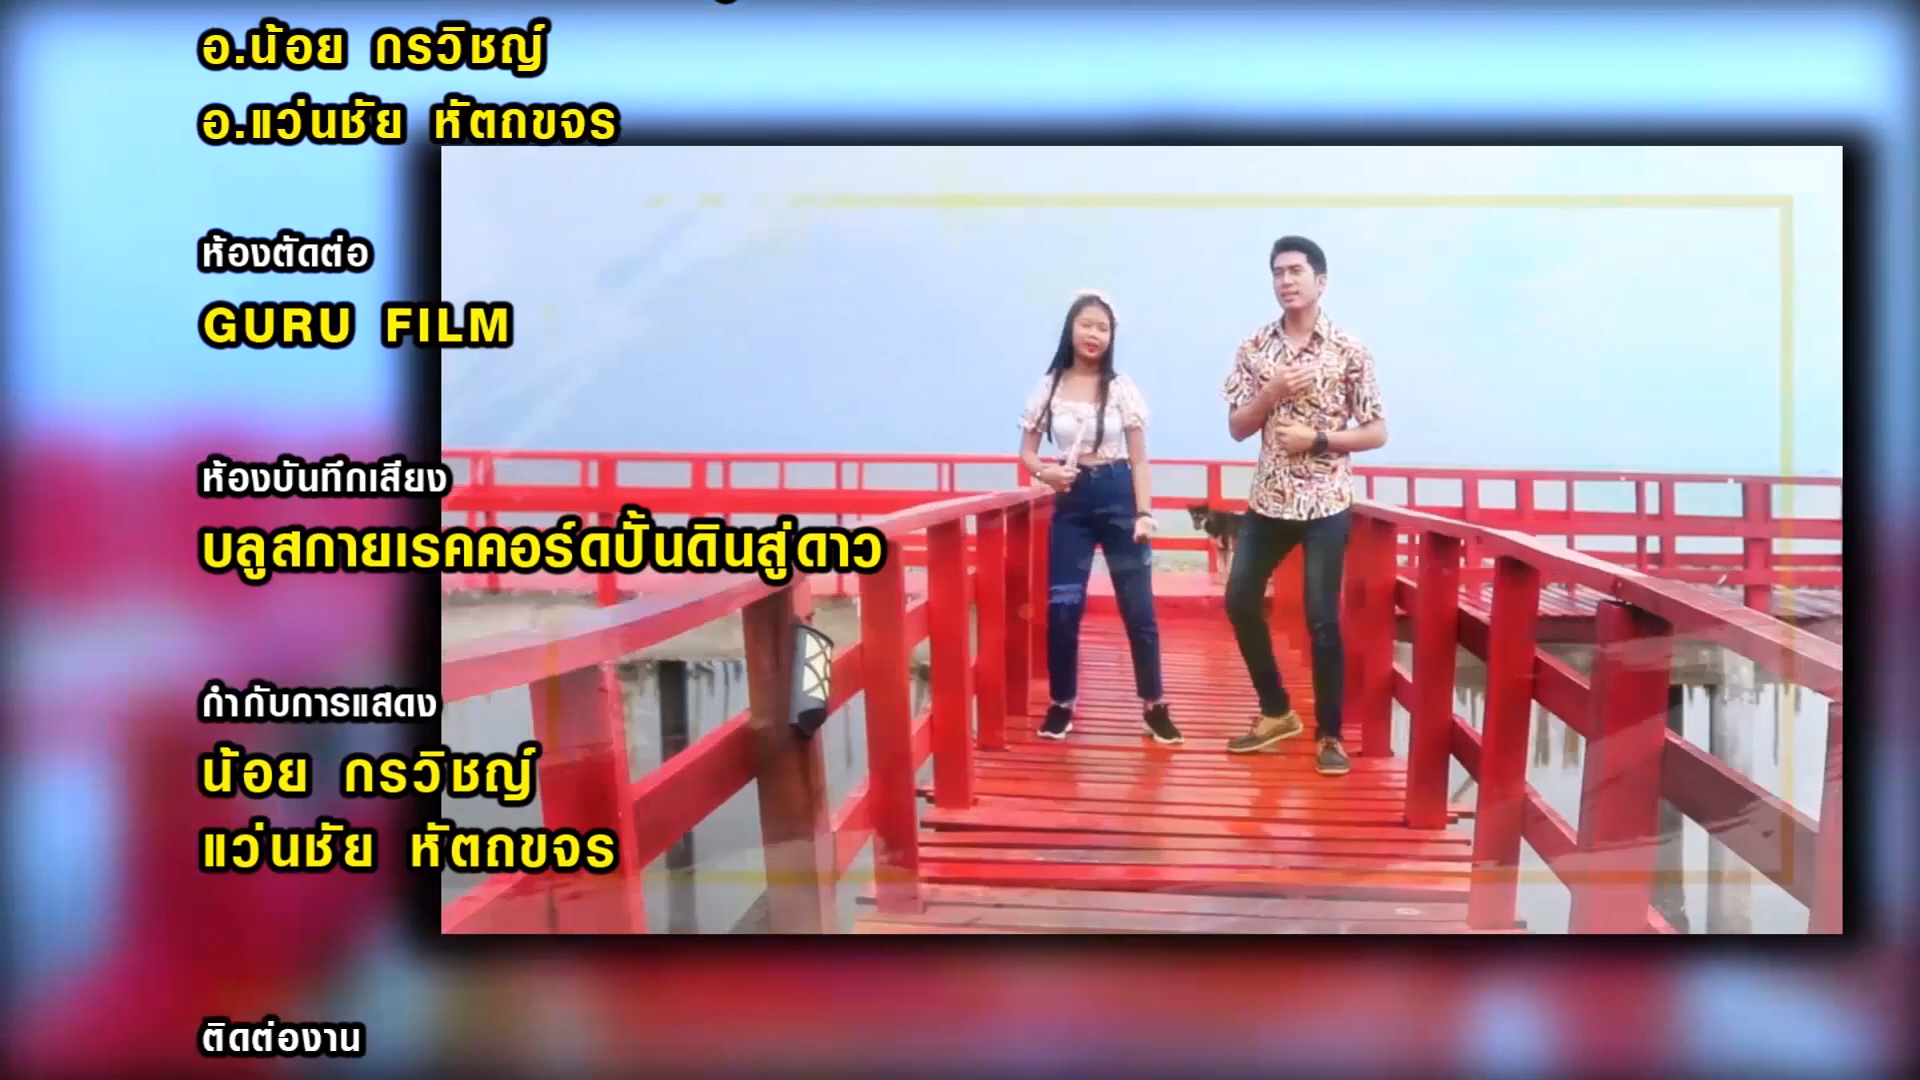 อ.น้อย กรวิชญ์
อ.แว่นชัย หัตถขจร
ห้องตัดต่อ
GURU FILM
ห้องบันทึกเสียง
บลูสกายเรคคอร์ดปั้นดินสู่ดาว
กำกับการแสดง
น้อย กรวิชญ์
แว่นชัย หัตถขจร
ติดต่องาน